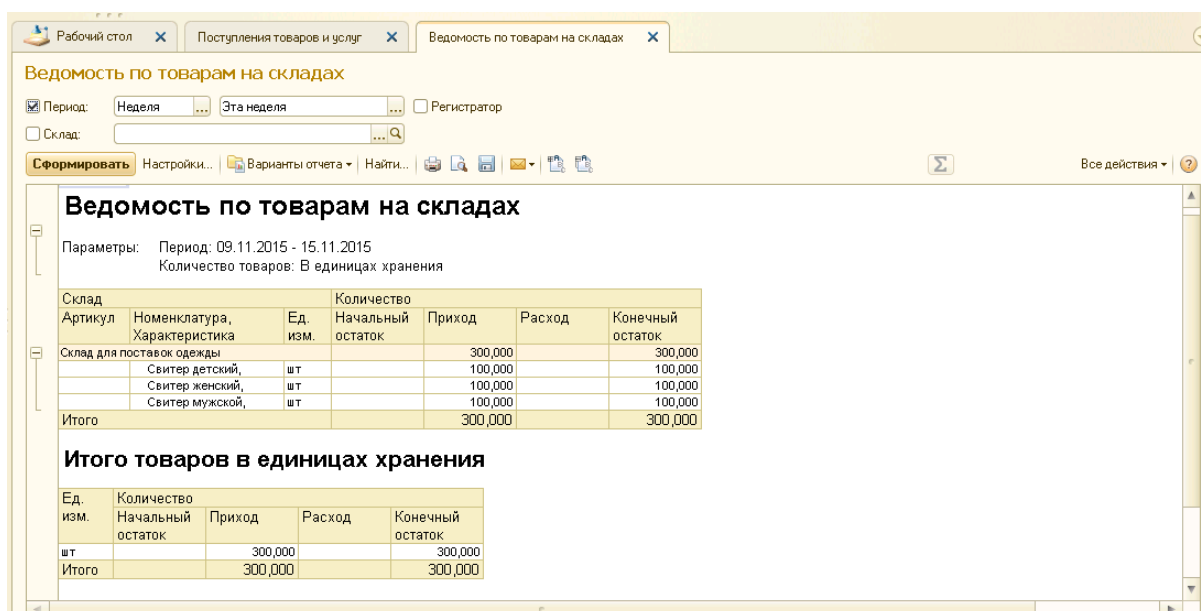 Рабочий стол Поступления товаров и услуг Ведомость по товарам на складах
Ведомость по товарам на складах
Период: Неделя ... Эта неделя ... Регистратор
Склад: ...
Сформировать Настройки... Варианты отчета Найти... Σ Все действия ?
Ведомость по товарам на складах
Параметры: Период: 09.11.2015 - 15.11.2015
Количество товаров: В единицах хранения
Склад Количество
Артикул Номенклатура, Ед. Начальный Приход Расход Конечный
Характеристика изм. остаток остаток
Склад для поставок одежды 300,000 300,000
Свитер детский, шт 100,000 100,000
Свитер женский, шт 100,000 100,000
Свитер мужской, шт 100,000 100,000
Итого 300,000 300,000
Итого товаров в единицах хранения
Ед. Количество
изм. Начальный Приход Расход Конечный
остаток остаток
шт 300,000 300,000
Итого 300,000 300,000